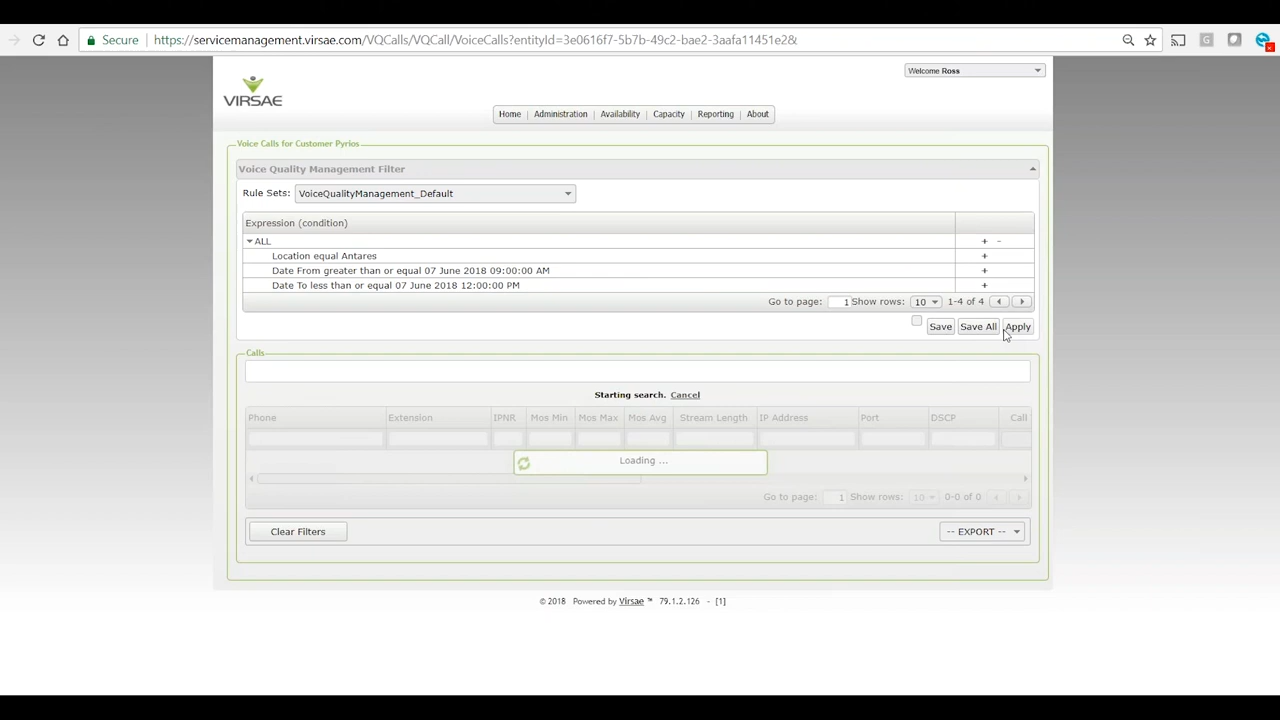 Secure
https://servicemanagement.virsae.com/VQCalls/VQCall/VoiceCalls?entityId=3e0616f7-5b7b-49c2-bae2-3aafa11451e2&
Welcome Ross
VIRSAE
Home Administration Availability Capacity Reporting About
Voice Calls for Customer Pyrios
Voice Quality Management Filter
Rule Sets: VoiceQualityManagement_Default
Expression (condition)
ALL + -
Location equal Antares +
Date From greater than or equal 07 June 2018 09:00:00 AM +
Date To less than or equal 07 June 2018 12:00:00 PM +
Go to page: 1 Show rows: 10 1-4 of 4
Save Save All Apply
Calls
Starting search. Cancel
Phone Extension IPNR Mos Min Mos Max Mos Avg Stream Length IP Address Port DSCP Call
Loading ...
Go to page: 1 Show rows: 10 0-0 of 0
Clear Filters -- EXPORT --
© 2018 Powered by Virsae ™ 79.1.2.126 - [1]